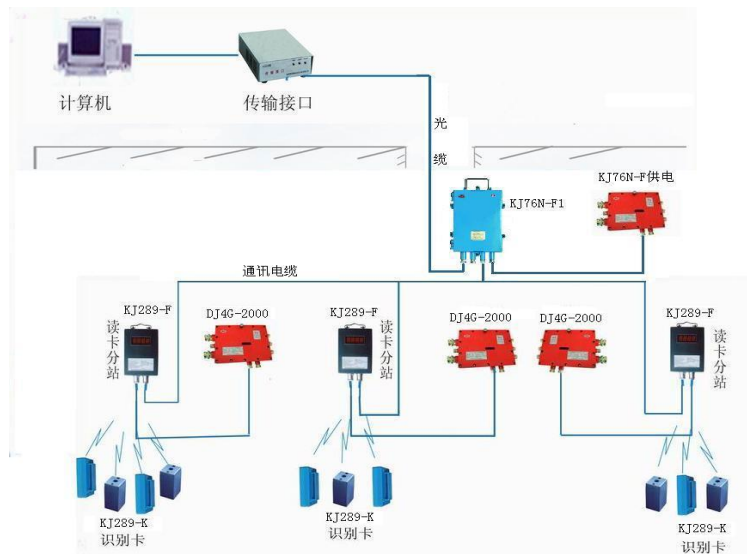 计算机
传输接口
光缆
KJ76N-F供电
KJ76N-F1
通讯电缆
KJ289-F
DJ4G-2000
KJ289-F
DJ4G-2000
DJ4G-2000
KJ289-F
读卡分站
读卡分站
读卡分站
KJ289-K
识别卡
KJ289-K
识别卡
KJ289-K
识别卡